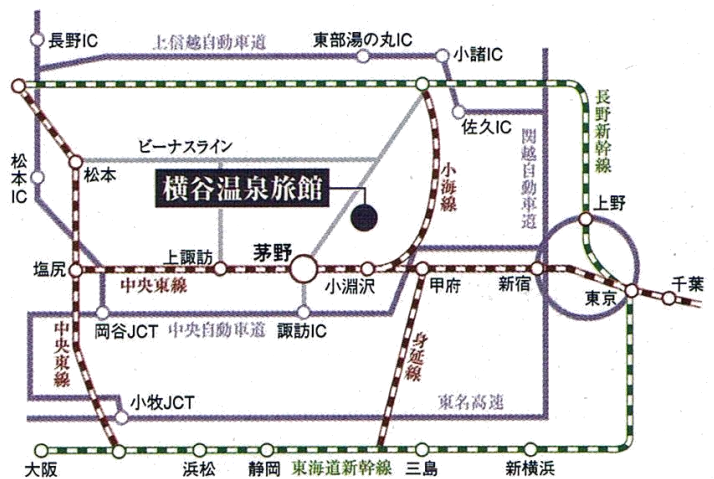 長野IC
上信越自動車道
東部湯の丸IC
小諸IC
佐久IC
長野新幹線
関越自動車道
ビーナスライン
松本IC
松本
横谷温泉旅館
小海線
上野
塩尻
上諏訪
茅野
小淵沢
甲府
新宿
東京
千葉
中央東線
中央東線
岡谷JCT
中央自動車道
諏訪IC
身延線
小牧JCT
東名高速
大阪
浜松
静岡
東海道新幹線
三島
新横浜